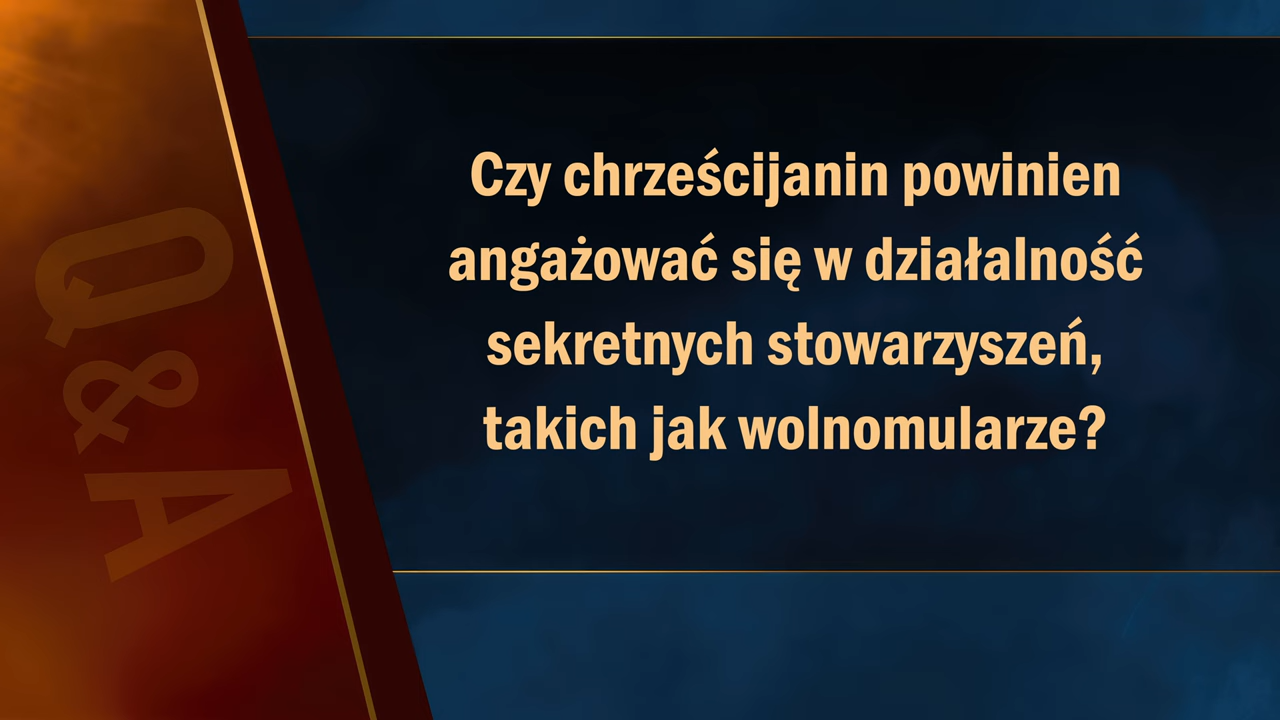 Q&A
Czy chrześcijanin powinien
angażować się w działalność
sekretnych stowarzyszeń,
takich jak wolnomularze?